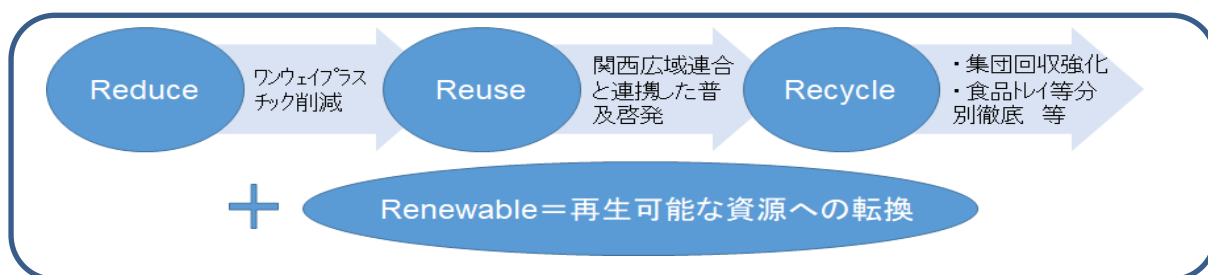 Reduce
ワンウェイプラス
チック削減
Reuse
関西広域連合
と連携した普
及啓発
Recycle
・集団回収強化
・食品トレイ等分
別徹底　等
＋
Renewable＝再生可能な資源への転換